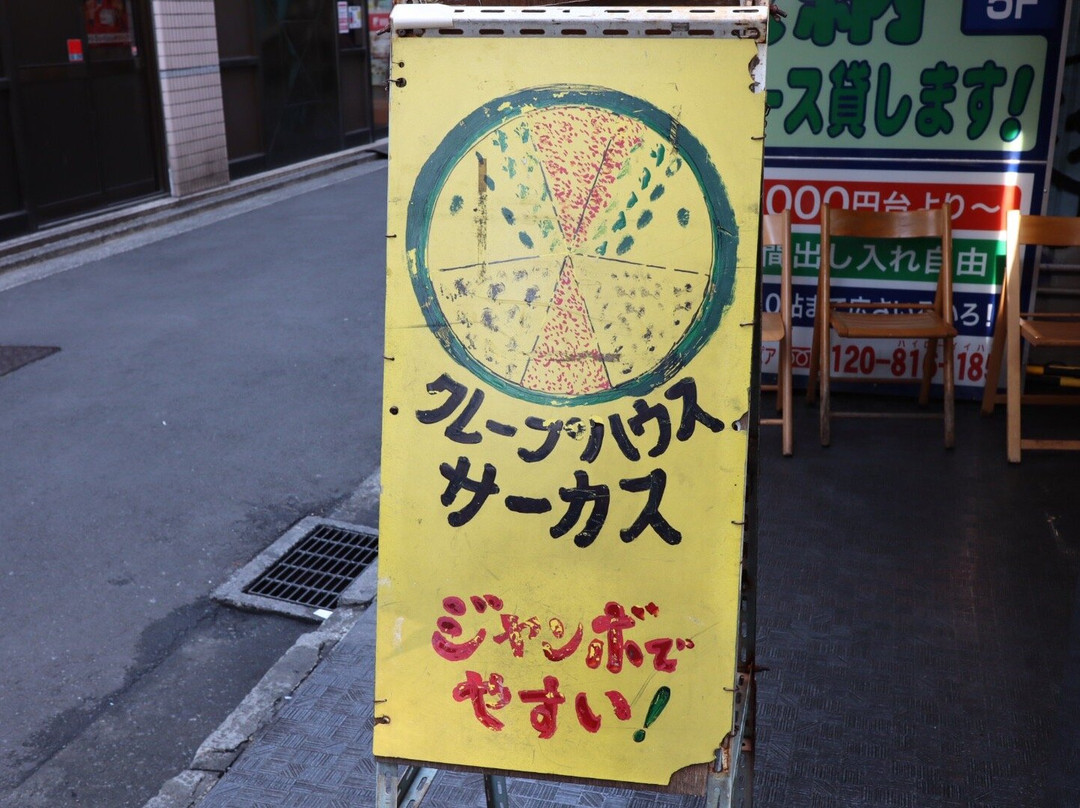 クレープ・ハウス
サーカス
ジャンボで
やすい!
5F
ース貸します!
000円台より〜
出し入れ自由